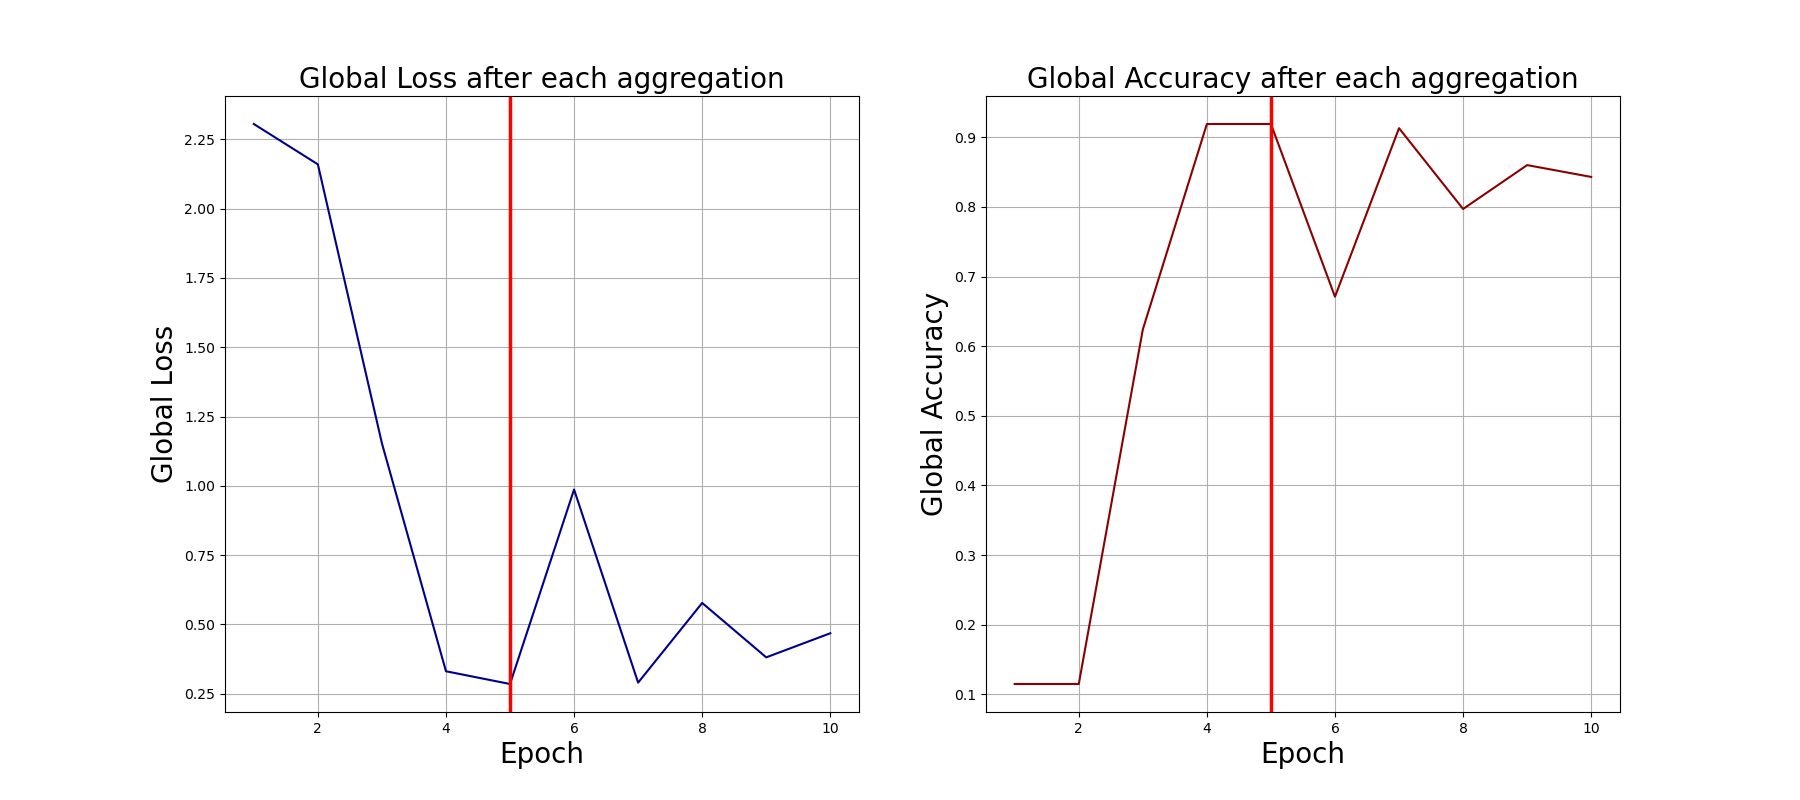 Global Loss after each aggregation
Global Loss
2.25
2.00
1.75
1.50
1.25
1.00
0.75
0.50
0.25
2 4 6 8 10
Epoch
Global Accuracy after each aggregation
Global Accuracy
0.9
0.8
0.7
0.6
0.5
0.4
0.3
0.2
0.1
2 4 6 8 10
Epoch